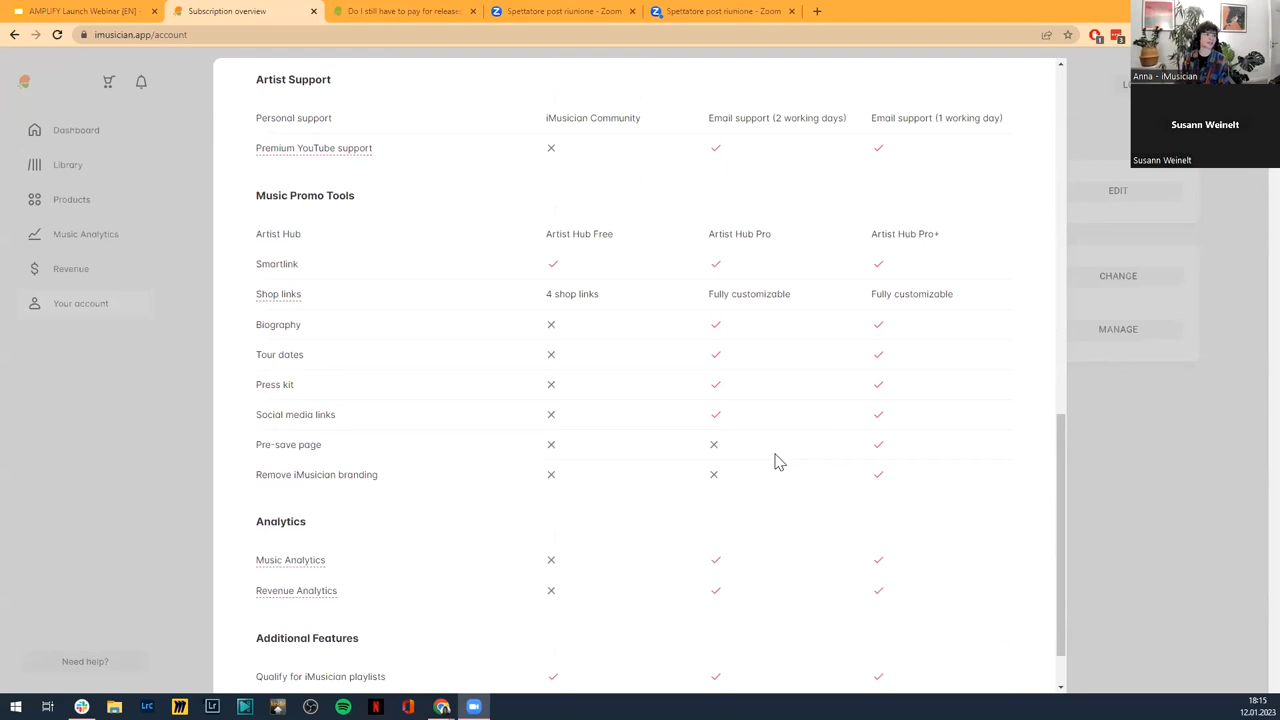 AMPLIFY Launch Webinar [EN] -
Subscription overview
Do I still have to pay for release
Spettatore post riunione - Zoom
Spettatore post riunione - Zoom
imusician.app/account
1
3
Anna - iMusician
Susann Weinelt
Susann Weinelt
Dashboard
Library
Products
Music Analytics
Revenue
Your account
Need help?
Artist Support
Personal support iMusician Community Email support (2 working days) Email support (1 working day)
Premium YouTube support
Music Promo Tools
Artist Hub Artist Hub Free Artist Hub Pro Artist Hub Pro+
Smartlink
Shop links 4 shop links Fully customizable Fully customizable
Biography
Tour dates
Press kit
Social media links
Pre-save page
Remove iMusician branding
Analytics
Music Analytics
Revenue Analytics
Additional Features
Qualify for iMusician playlists
EDIT
CHANGE
MANAGE
Lrc
Lr
18:15
12.01.2023